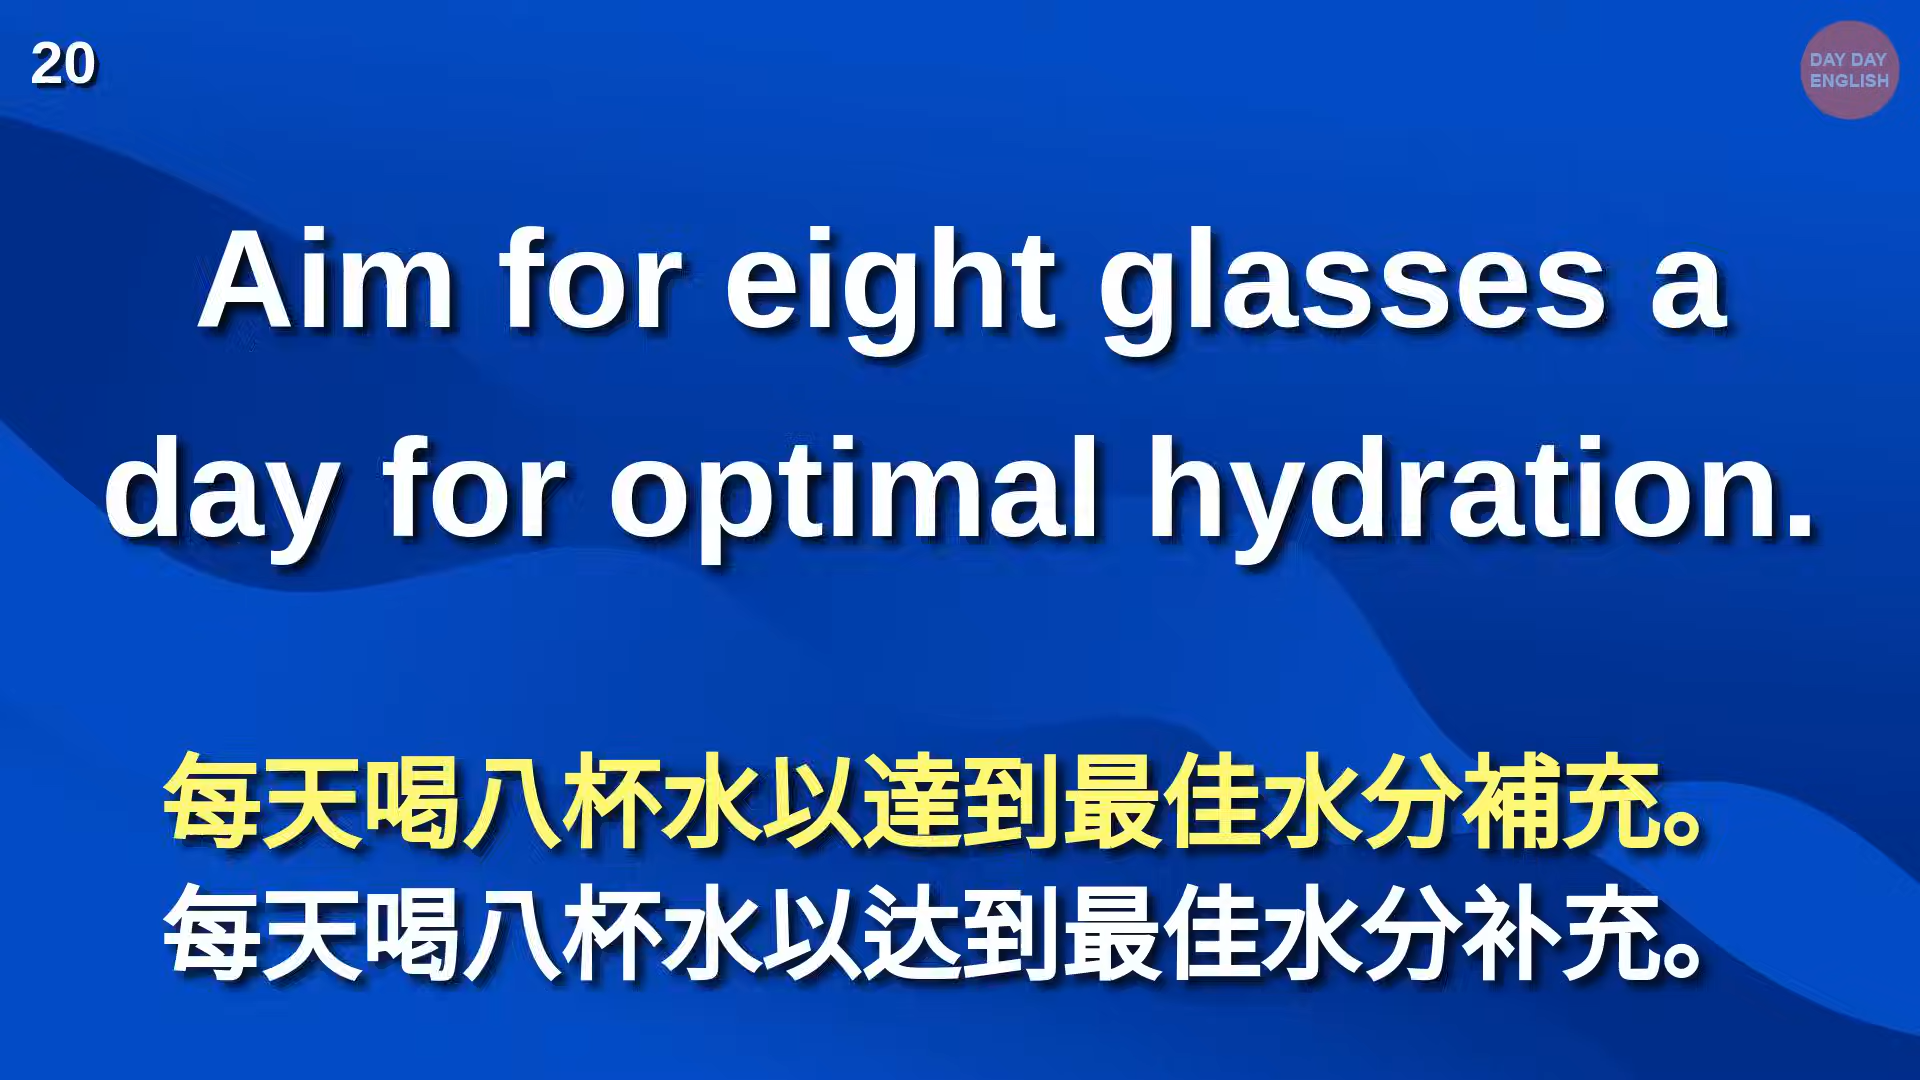 20
DAY DAY
ENGLISH
Aim for eight glasses a
day for optimal hydration.
每天喝八杯水以達到最佳水分補充。
每天喝八杯水以达到最佳水分补充。